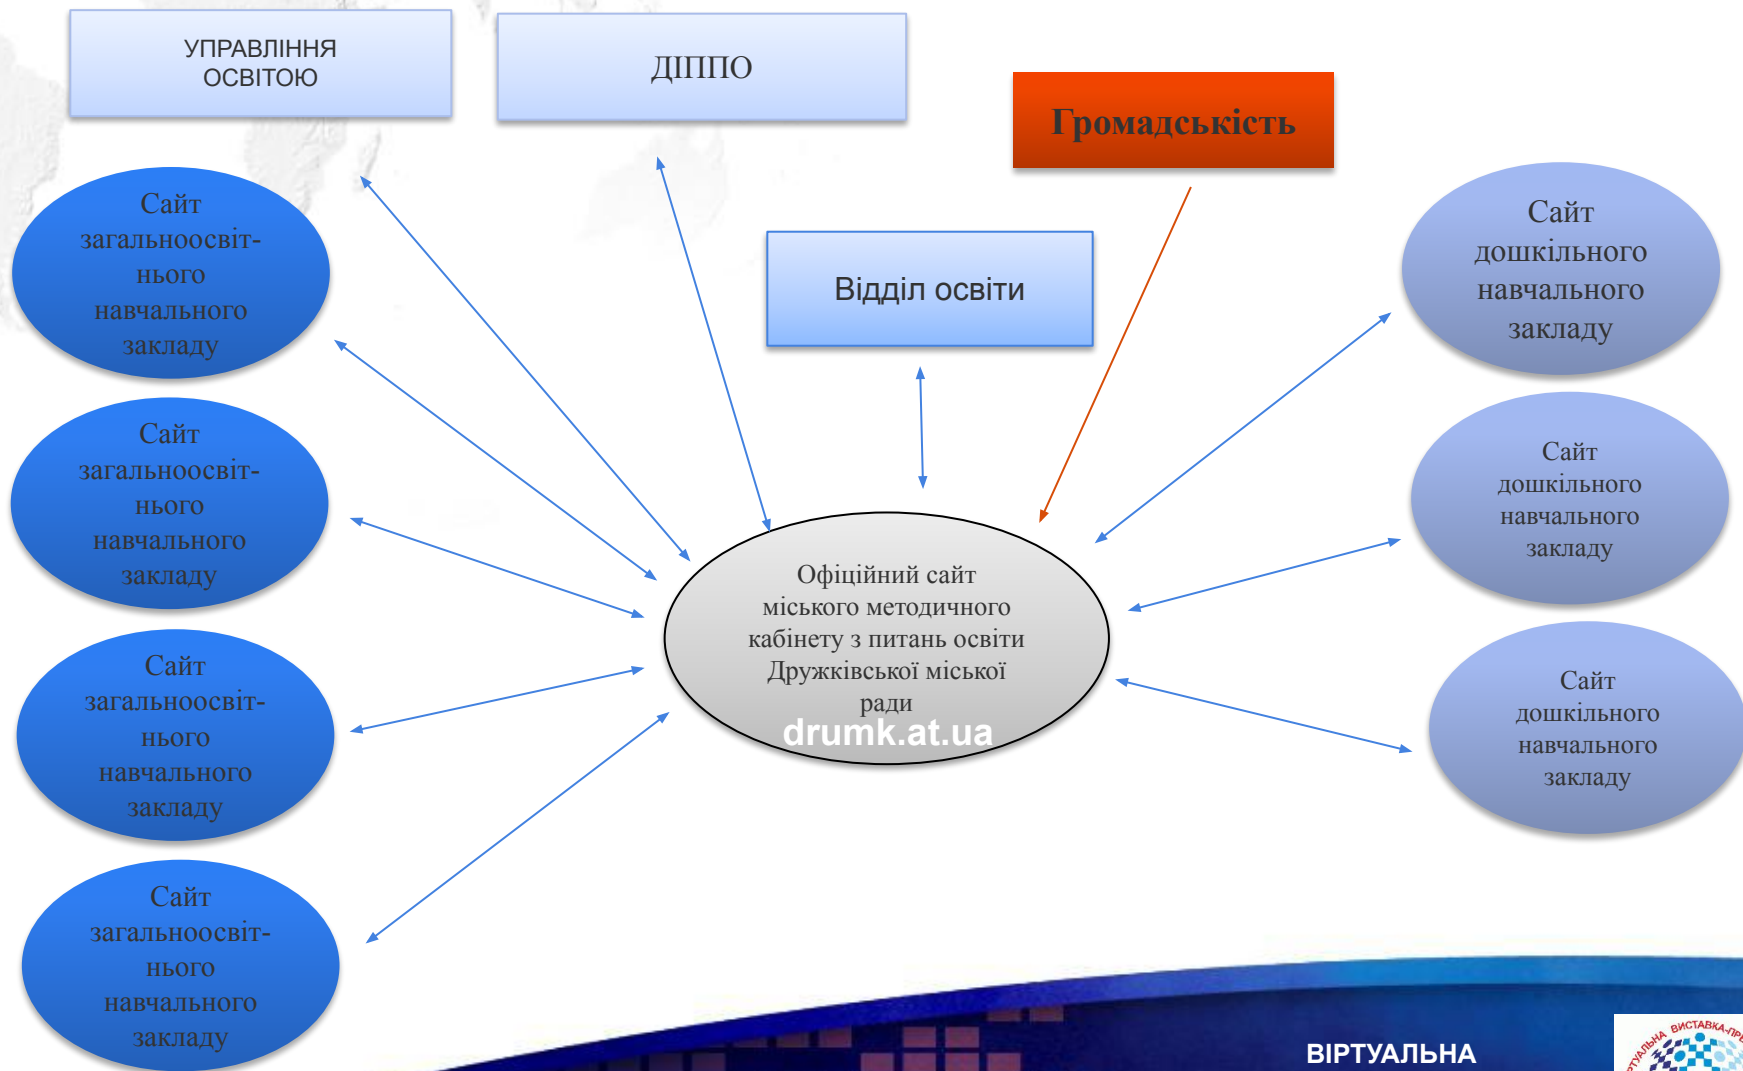 УПРАВЛІННЯ
ОСВІТОЮ
ДІППО
Громадськість
Відділ освіти
Сайт
загальноосвіт-
нього
навчального
закладу
Сайт
загальноосвіт-
нього
навчального
закладу
Сайт
загальноосвіт-
нього
навчального
закладу
Сайт
загальноосвіт-
нього
навчального
закладу
Офіційний сайт
міського методичного
кабінету з питань освіти
Дружківської міської
ради
drumk.at.ua
Сайт
дошкільного
навчального
закладу
Сайт
дошкільного
навчального
закладу
Сайт
дошкільного
навчального
закладу
ВІРТУАЛЬНА